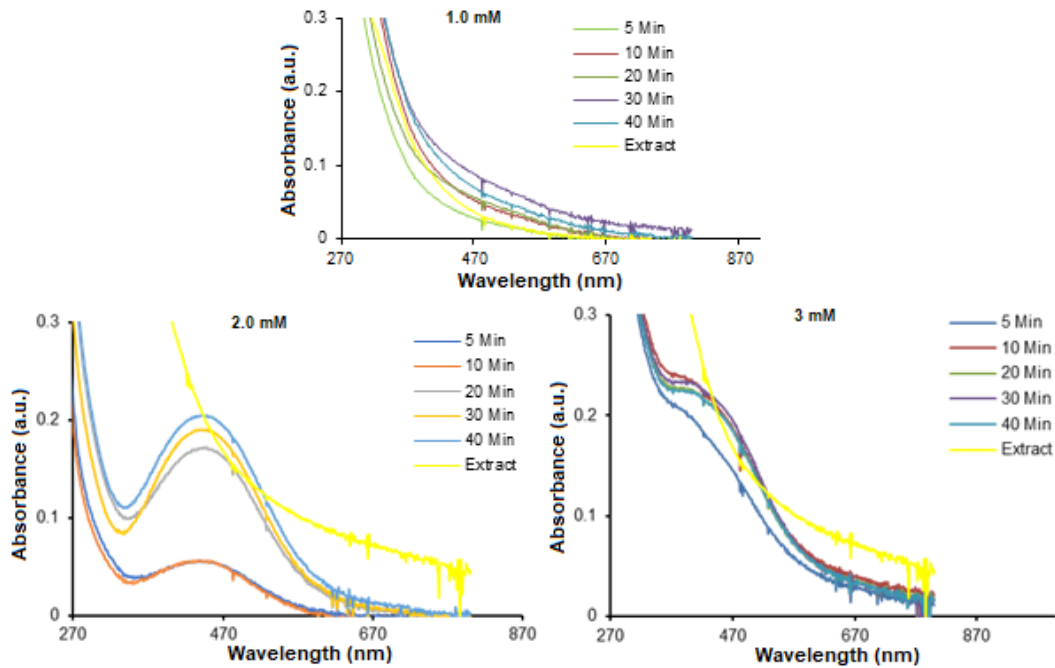 1.0 mM
0.3
0.2
0.1
0
270
470
670
870
Absorbance (a.u.)
Wavelength (nm)
5 Min
10 Min
20 Min
30 Min
40 Min
Extract
2.0 mM
0.3
0.2
0.1
0
270
470
670
870
Absorbance (a.u.)
Wavelength (nm)
5 Min
10 Min
20 Min
30 Min
40 Min
Extract
3 mM
0.3
0.2
0.1
0
270
470
670
870
Absorbance (a.u.)
Wavelength (nm)
5 Min
10 Min
20 Min
30 Min
40 Min
Extract